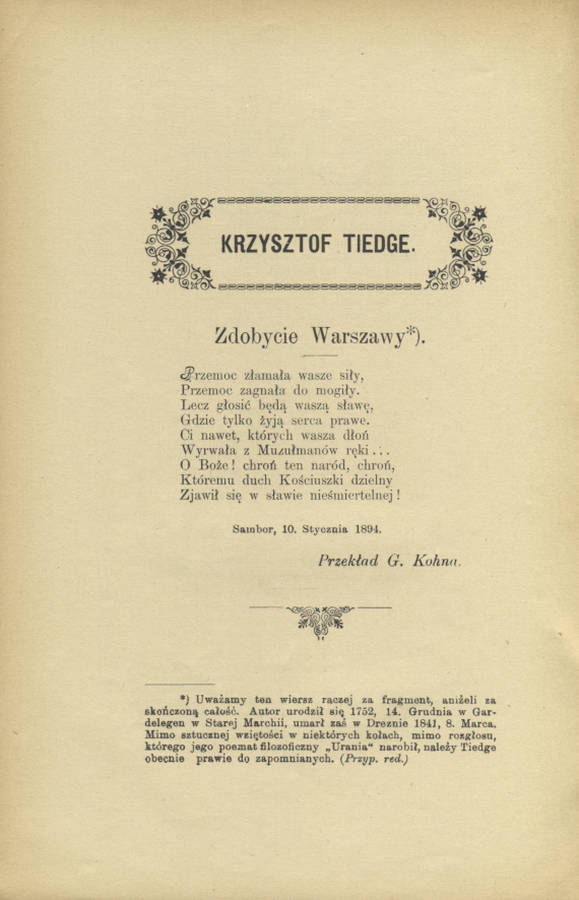 KRZYSZTOF TIEDGE.
Zdobycie Warszawy*).
Przemoc złamała wasze siły,
Przemoc zagnała do mogiły.
Lecz głosić będą waszą sławę,
Gdzie tylko żyją serca prawe.
Ci nawet, których wasza dłoń
Wyrwała z Muzułmanów ręki...
O Boże! chroń ten naród, chroń,
Któremu duch Kościuszki dzielny
Zjawił się w sławie nieśmiertelnej!
Sambor, 10. Stycznia 1894.
Przekład G. Kohna.
*) Uważamy ten wiersz raczej za fragment, aniżeli za
skończoną całość. Autor urodził się 1752, 14. Grudnia w Gar-
delegen w Starej Marchii, umarł zaś w Dreznie 1841, 8. Marca.
Mimo sztucznej wziętości w niektórych kołach, mimo rozgłosu,
którego jego poemat filozoficzny „Urania“ narobił, należy Tiedge
obecnie prawie do zapomnianych. (Przyp. red.)